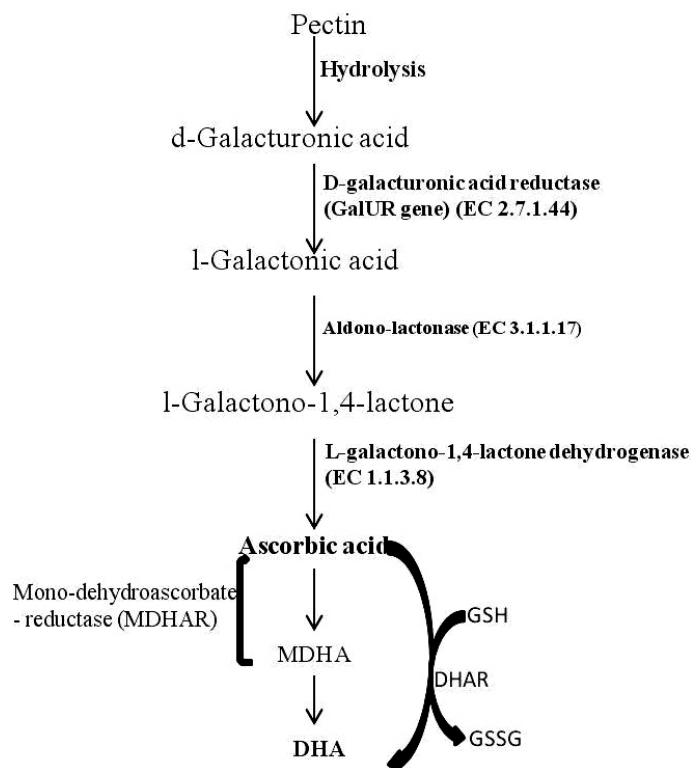 Pectin
Hydrolysis
d-Galacturonic acid
D-galacturonic acid reductase
(GalUR gene) (EC 2.7.1.44)
l-Galactonic acid
Aldono-lactonase (EC 3.1.1.17)
l-Galactono-1,4-lactone
L-galactono-1,4-lactone dehydrogenase
(EC 1.1.3.8)
Ascorbic acid
Mono-dehydroascorbate
- reductase (MDHAR)
GSH
MDHA
DHAR
GSSG
DHA